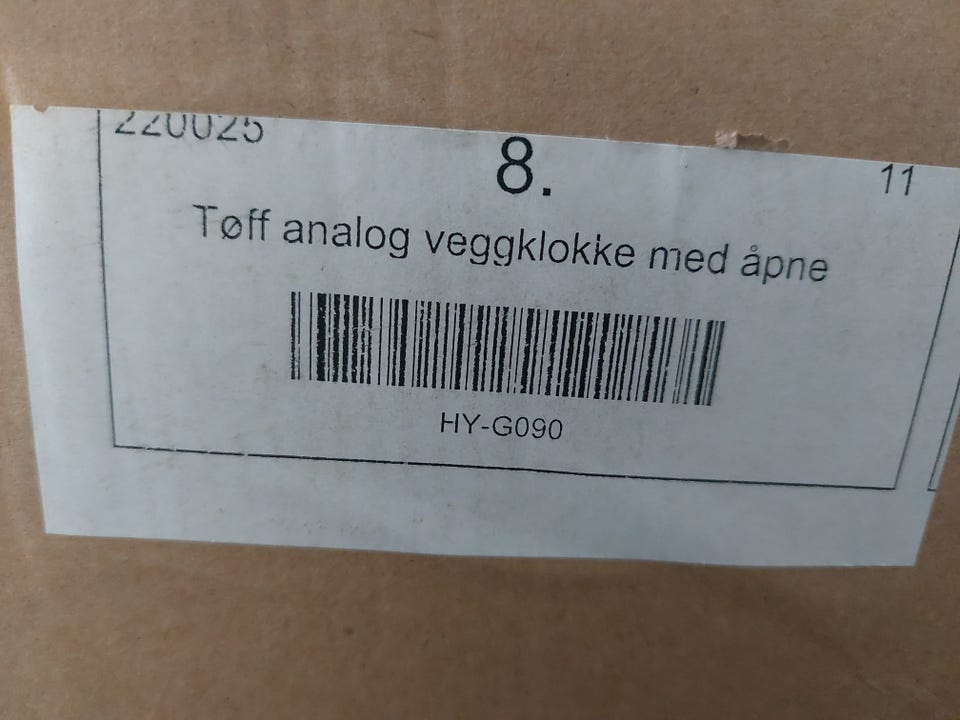 220025
8.
11
Tøff analog veggklokke med åpne
HY-G090